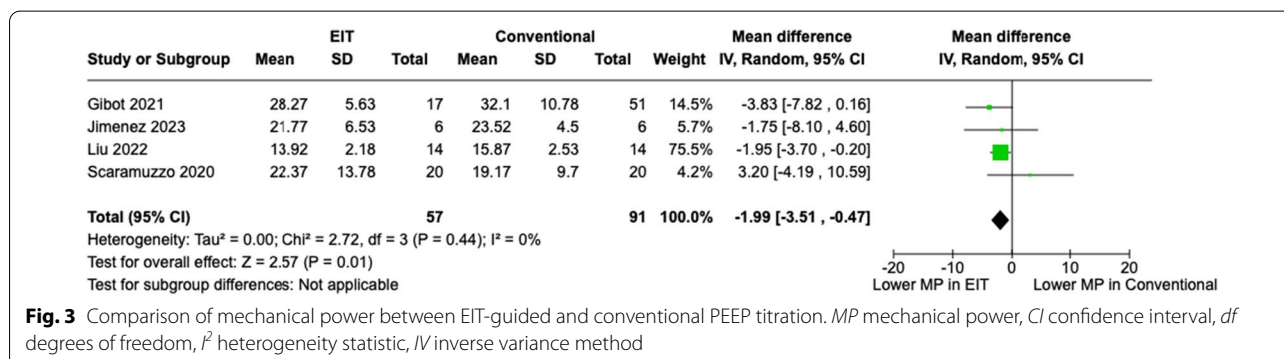 EIT Conventional Mean difference Mean difference
Study or Subgroup Mean SD Total Mean SD Total Weight IV, Random, 95% CI IV, Random, 95% CI
Gibot 2021 28.27 5.63 17 32.1 10.78 51 14.5% -3.83 [-7.82 , 0.16]
Jimenez 2023 21.77 6.53 6 23.52 4.5 6 5.7% -1.75 [-8.10 , 4.60]
Liu 2022 13.92 2.18 14 15.87 2.53 14 75.5% -1.95 [-3.70 , -0.20]
Scaramuzzo 2020 22.37 13.78 20 19.17 9.7 20 4.2% 3.20 [-4.19 , 10.59]
Total (95% CI) 57 91 100.0% -1.99 [-3.51 , -0.47]
Heterogeneity: Tau² = 0.00; Chi² = 2.72, df = 3 (P = 0.44); I² = 0%
Test for overall effect: Z = 2.57 (P = 0.01)
Test for subgroup differences: Not applicable
-20 -10 0 10 20
Lower MP in EIT Lower MP in Conventional
Fig. 3 Comparison of mechanical power between EIT-guided and conventional PEEP titration. MP mechanical power, CI confidence interval, df
degrees of freedom, I² heterogeneity statistic, IV inverse variance method